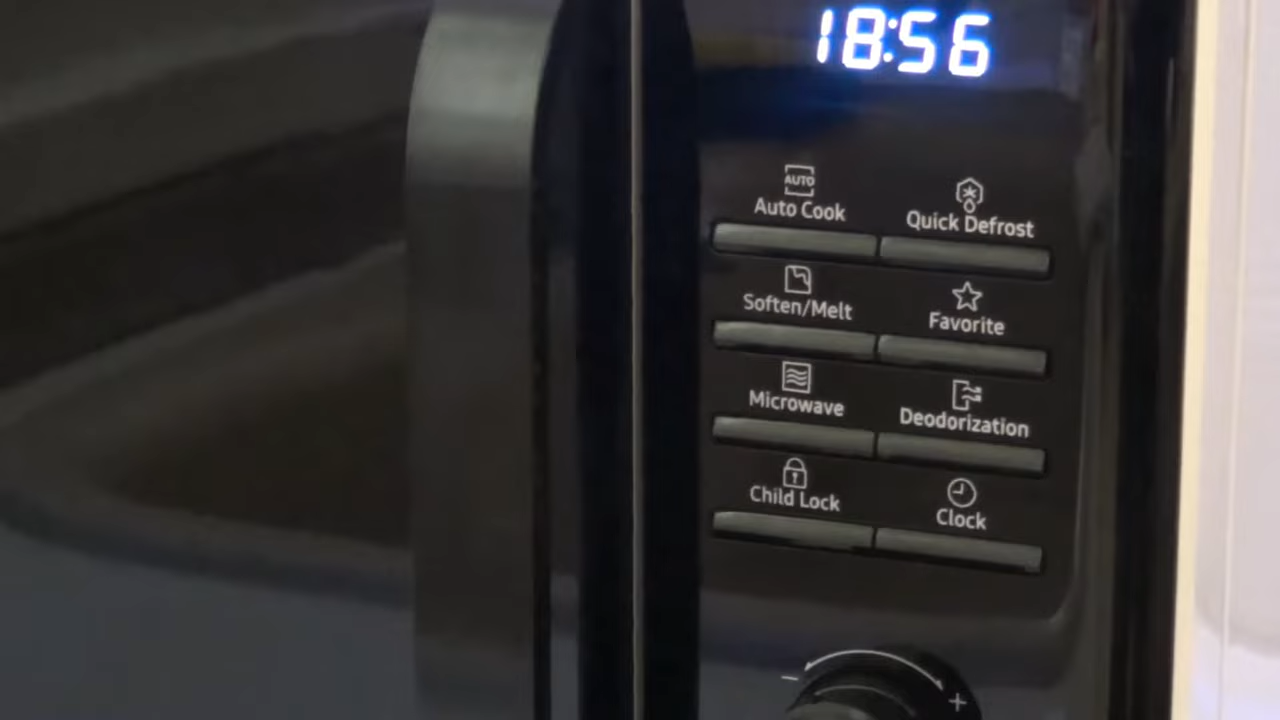 18:56
AUTO
Auto Cook
Quick Defrost
Soften/Melt
Favorite
Microwave
Deodorization
Child Lock
Clock
- +